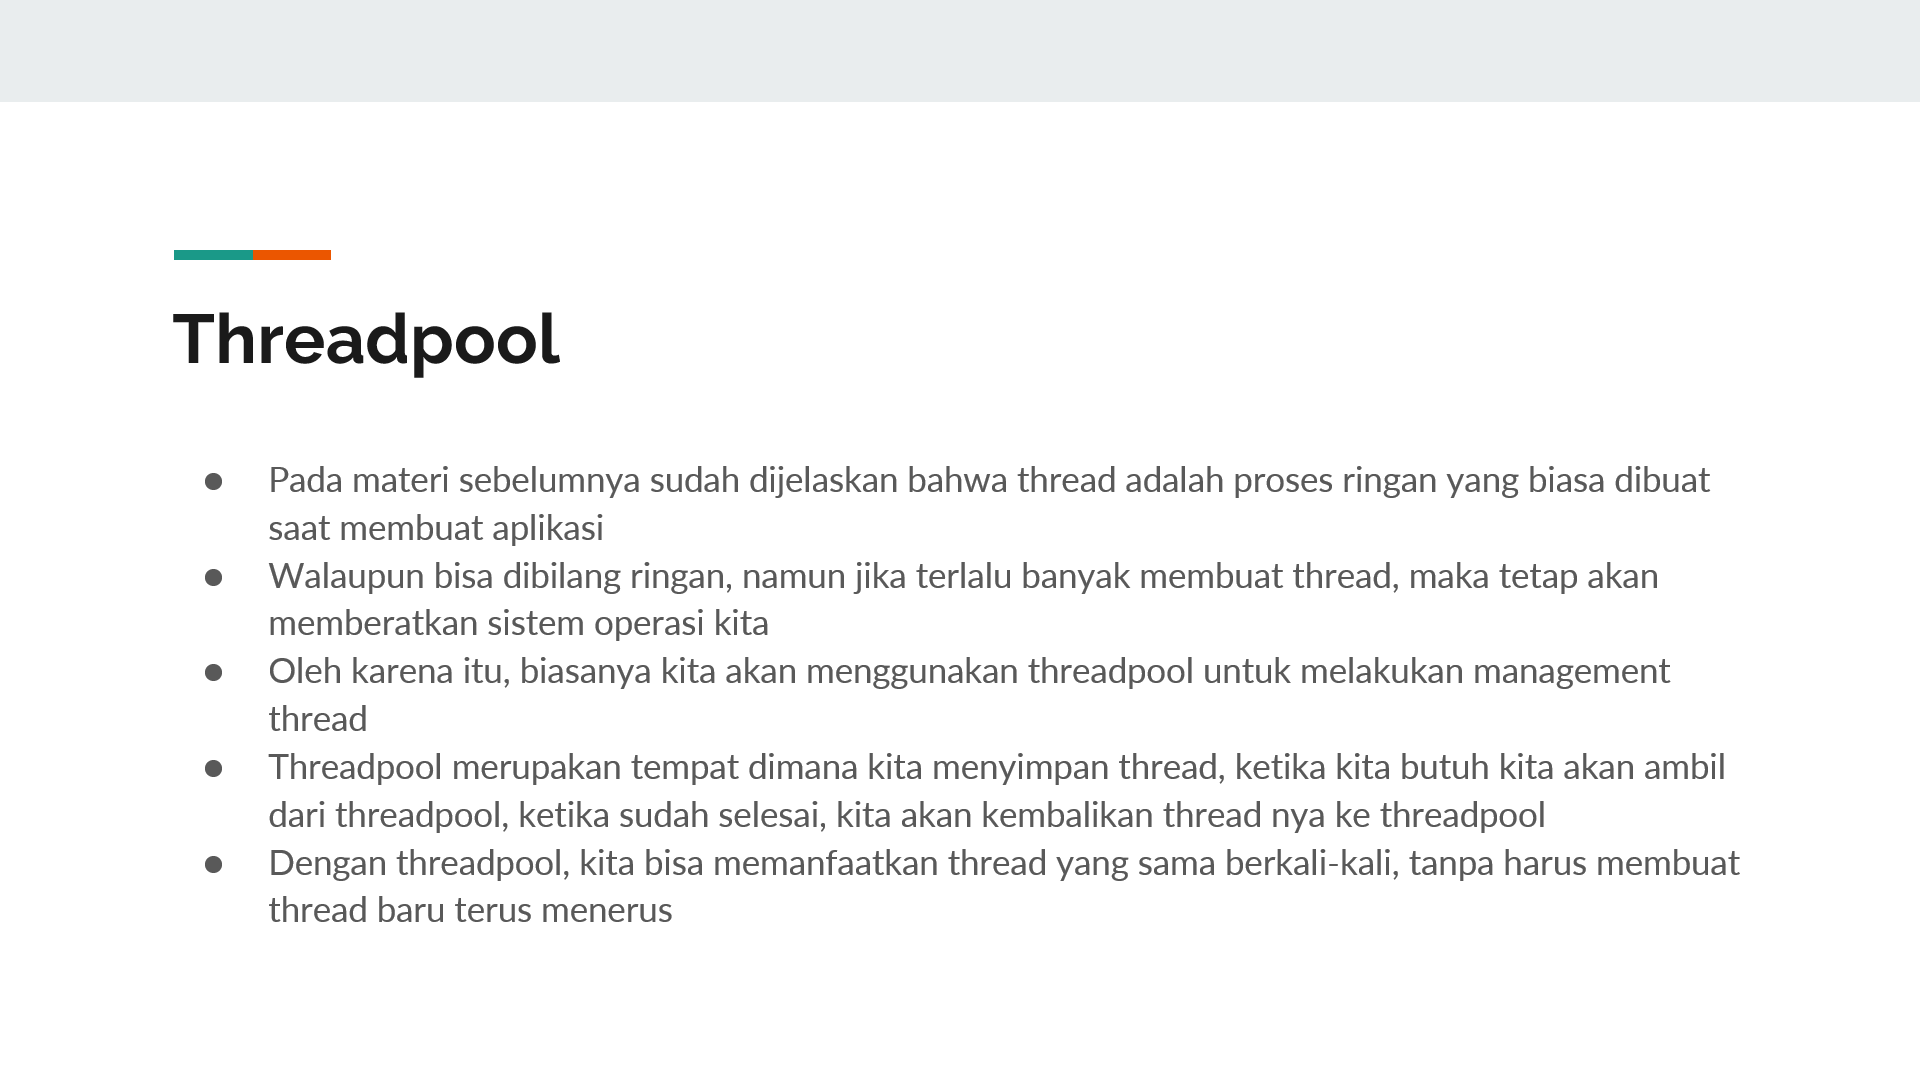 Threadpool
● Pada materi sebelumnya sudah dijelaskan bahwa thread adalah proses ringan yang biasa dibuat
saat membuat aplikasi
● Walaupun bisa dibilang ringan, namun jika terlalu banyak membuat thread, maka tetap akan
memberatkan sistem operasi kita
● Oleh karena itu, biasanya kita akan menggunakan threadpool untuk melakukan management
thread
● Threadpool merupakan tempat dimana kita menyimpan thread, ketika kita butuh kita akan ambil
dari threadpool, ketika sudah selesai, kita akan kembalikan thread nya ke threadpool
● Dengan threadpool, kita bisa memanfaatkan thread yang sama berkali-kali, tanpa harus membuat
thread baru terus menerus